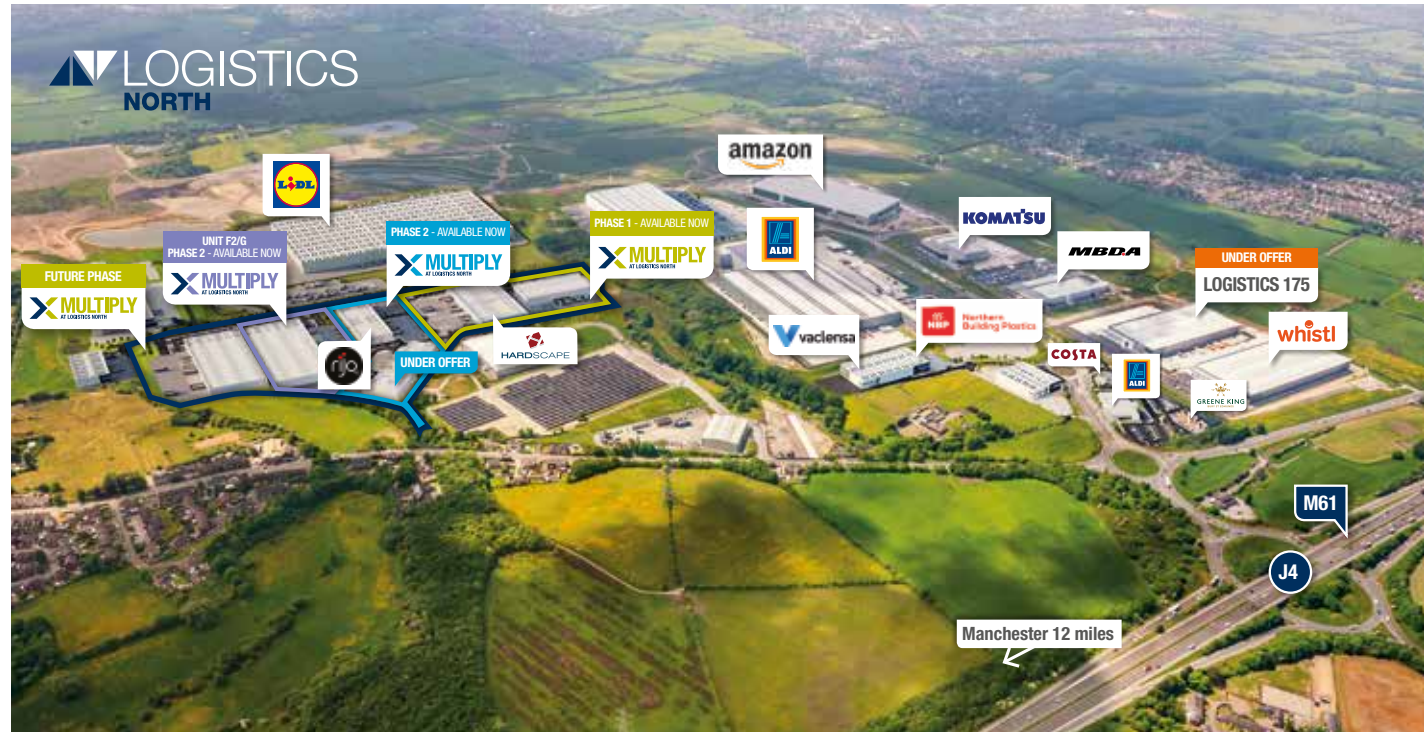 LOGISTICS
NORTH
LIDL
amazon
ALDI
KOMATSU
MBDA
UNDER OFFER
LOGISTICS 175
whistl
PHASE 1 - AVAILABLE NOW
MULTIPLY
AT LOGISTICS NORTH
PHASE 2 - AVAILABLE NOW
MULTIPLY
AT LOGISTICS NORTH
UNIT F2/G
PHASE 2 - AVAILABLE NOW
MULTIPLY
AT LOGISTICS NORTH
FUTURE PHASE
MULTIPLY
AT LOGISTICS NORTH
rijo
UNDER OFFER
HARDSCAPE
vaclensa
NBP
Northern
Building Plastics
COSTA
ALDI
GREENE KING
M61
J4
Manchester 12 miles